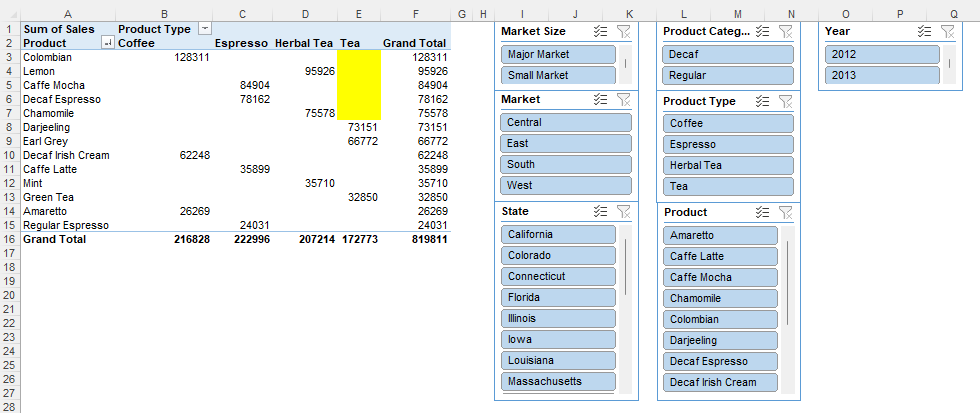 A B C D E F G H I J K L M N O P Q
1 Sum of Sales Product Type
2 Product Coffee Espresso Herbal Tea Tea Grand Total
3 Colombian 128311 128311
4 Lemon 95926 95926
5 Caffe Mocha 84904 84904
6 Decaf Espresso 78162 78162
7 Chamomile 75578 75578
8 Darjeeling 73151 73151
9 Earl Grey 66772 66772
10 Decaf Irish Cream 62248 62248
11 Caffe Latte 35899 35899
12 Mint 35710 35710
13 Green Tea 32850 32850
14 Amaretto 26269 26269
15 Regular Espresso 24031 24031
16 Grand Total 216828 222996 207214 172773 819811
17
18
19
20
21
22
23
24
25
26
27
28
Market Size
Major Market
Small Market
Market
Central
East
South
West
State
California
Colorado
Connecticut
Florida
Illinois
Iowa
Louisiana
Massachusetts
Product Categ...
Decaf
Regular
Product Type
Coffee
Espresso
Herbal Tea
Tea
Product
Amaretto
Caffe Latte
Caffe Mocha
Chamomile
Colombian
Darjeeling
Decaf Espresso
Decaf Irish Cream
Year
2012
2013